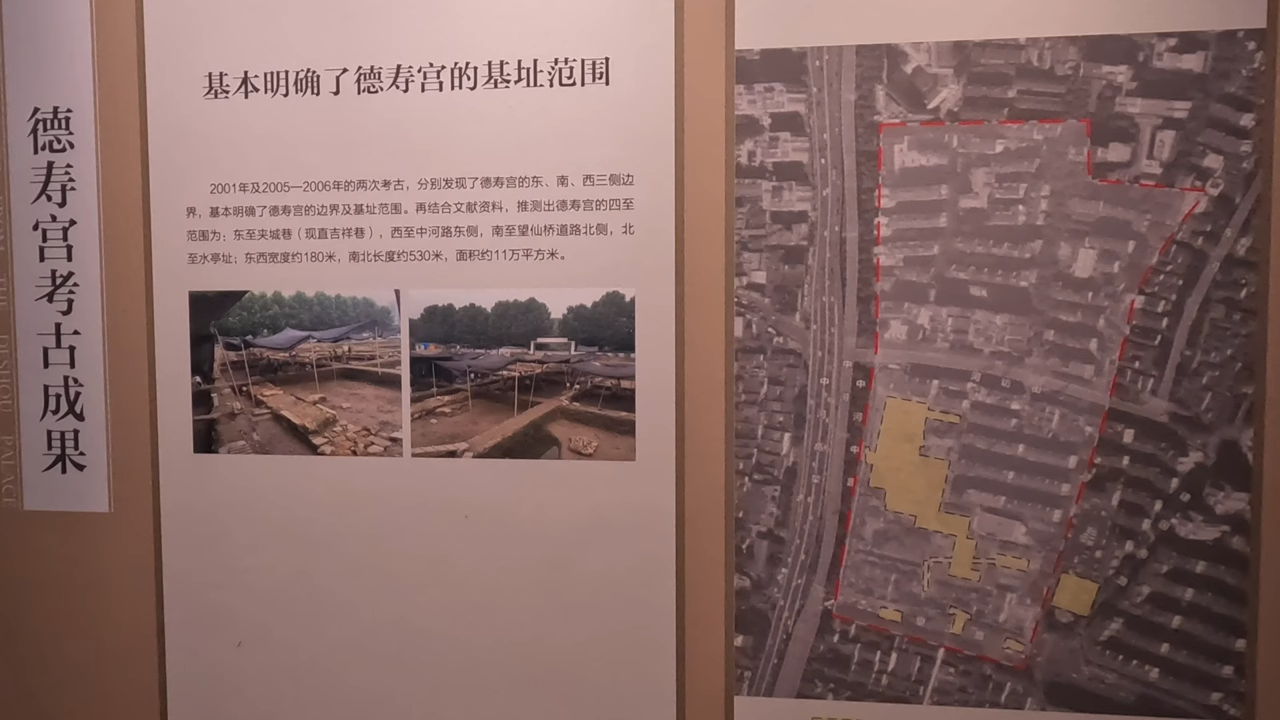 德寿宫考古成果
THE DESHOU PALACE
基本明确了德寿宫的基址范围
2001年及2005—2006年的两次考古，分别发现了德寿宫的东、南、西三侧边
界，基本明确了德寿宫的边界及基址范围。再结合文献资料，推测出德寿宫的四至
范围为：东至夹城巷（现直吉祥巷），西至中河路东侧，南至望仙桥道路北侧，北
至水亭址；东西宽度约180米，南北长度约530米，面积约11万平方米。